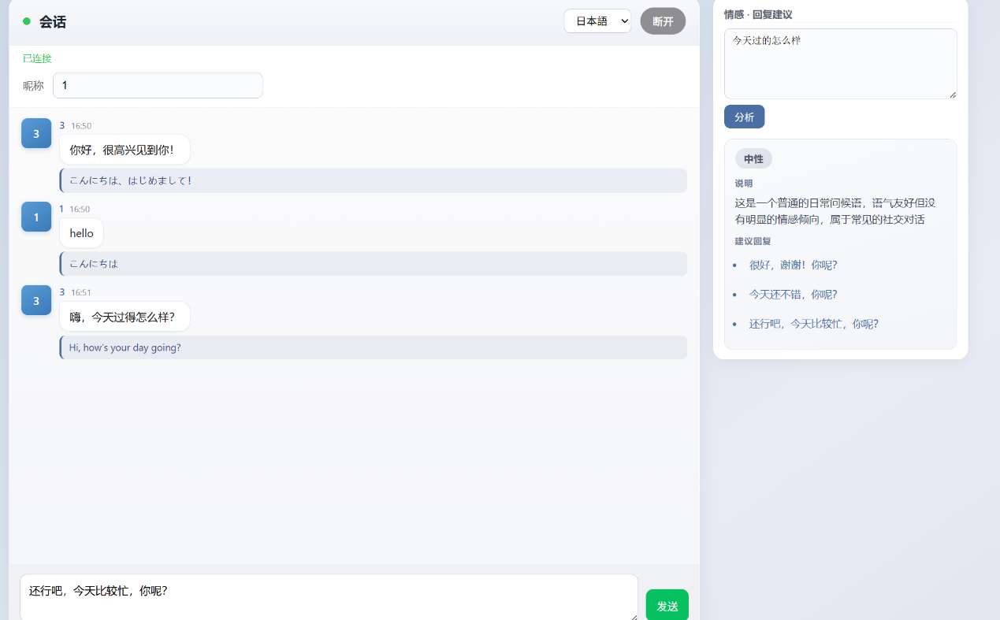 会话
日本語
断开
已连接
昵称
1
3
3 16:50
你好，很高兴见到你！
こんにちは、はじめまして！
1
1 16:50
hello
こんにちは
3
3 16:51
嗨，今天过得怎么样？
Hi, how's your day going?
还行吧，今天比较忙，你呢？
发送
情感 · 回复建议
今天过的怎么样
分析
中性
说明
这是一个普通的日常问候语，语气友好但没
有明显的情感倾向，属于常见的社交对话
建议回复
很好，谢谢！你呢？
今天还不错，你呢？
还行吧，今天比较忙，你呢？